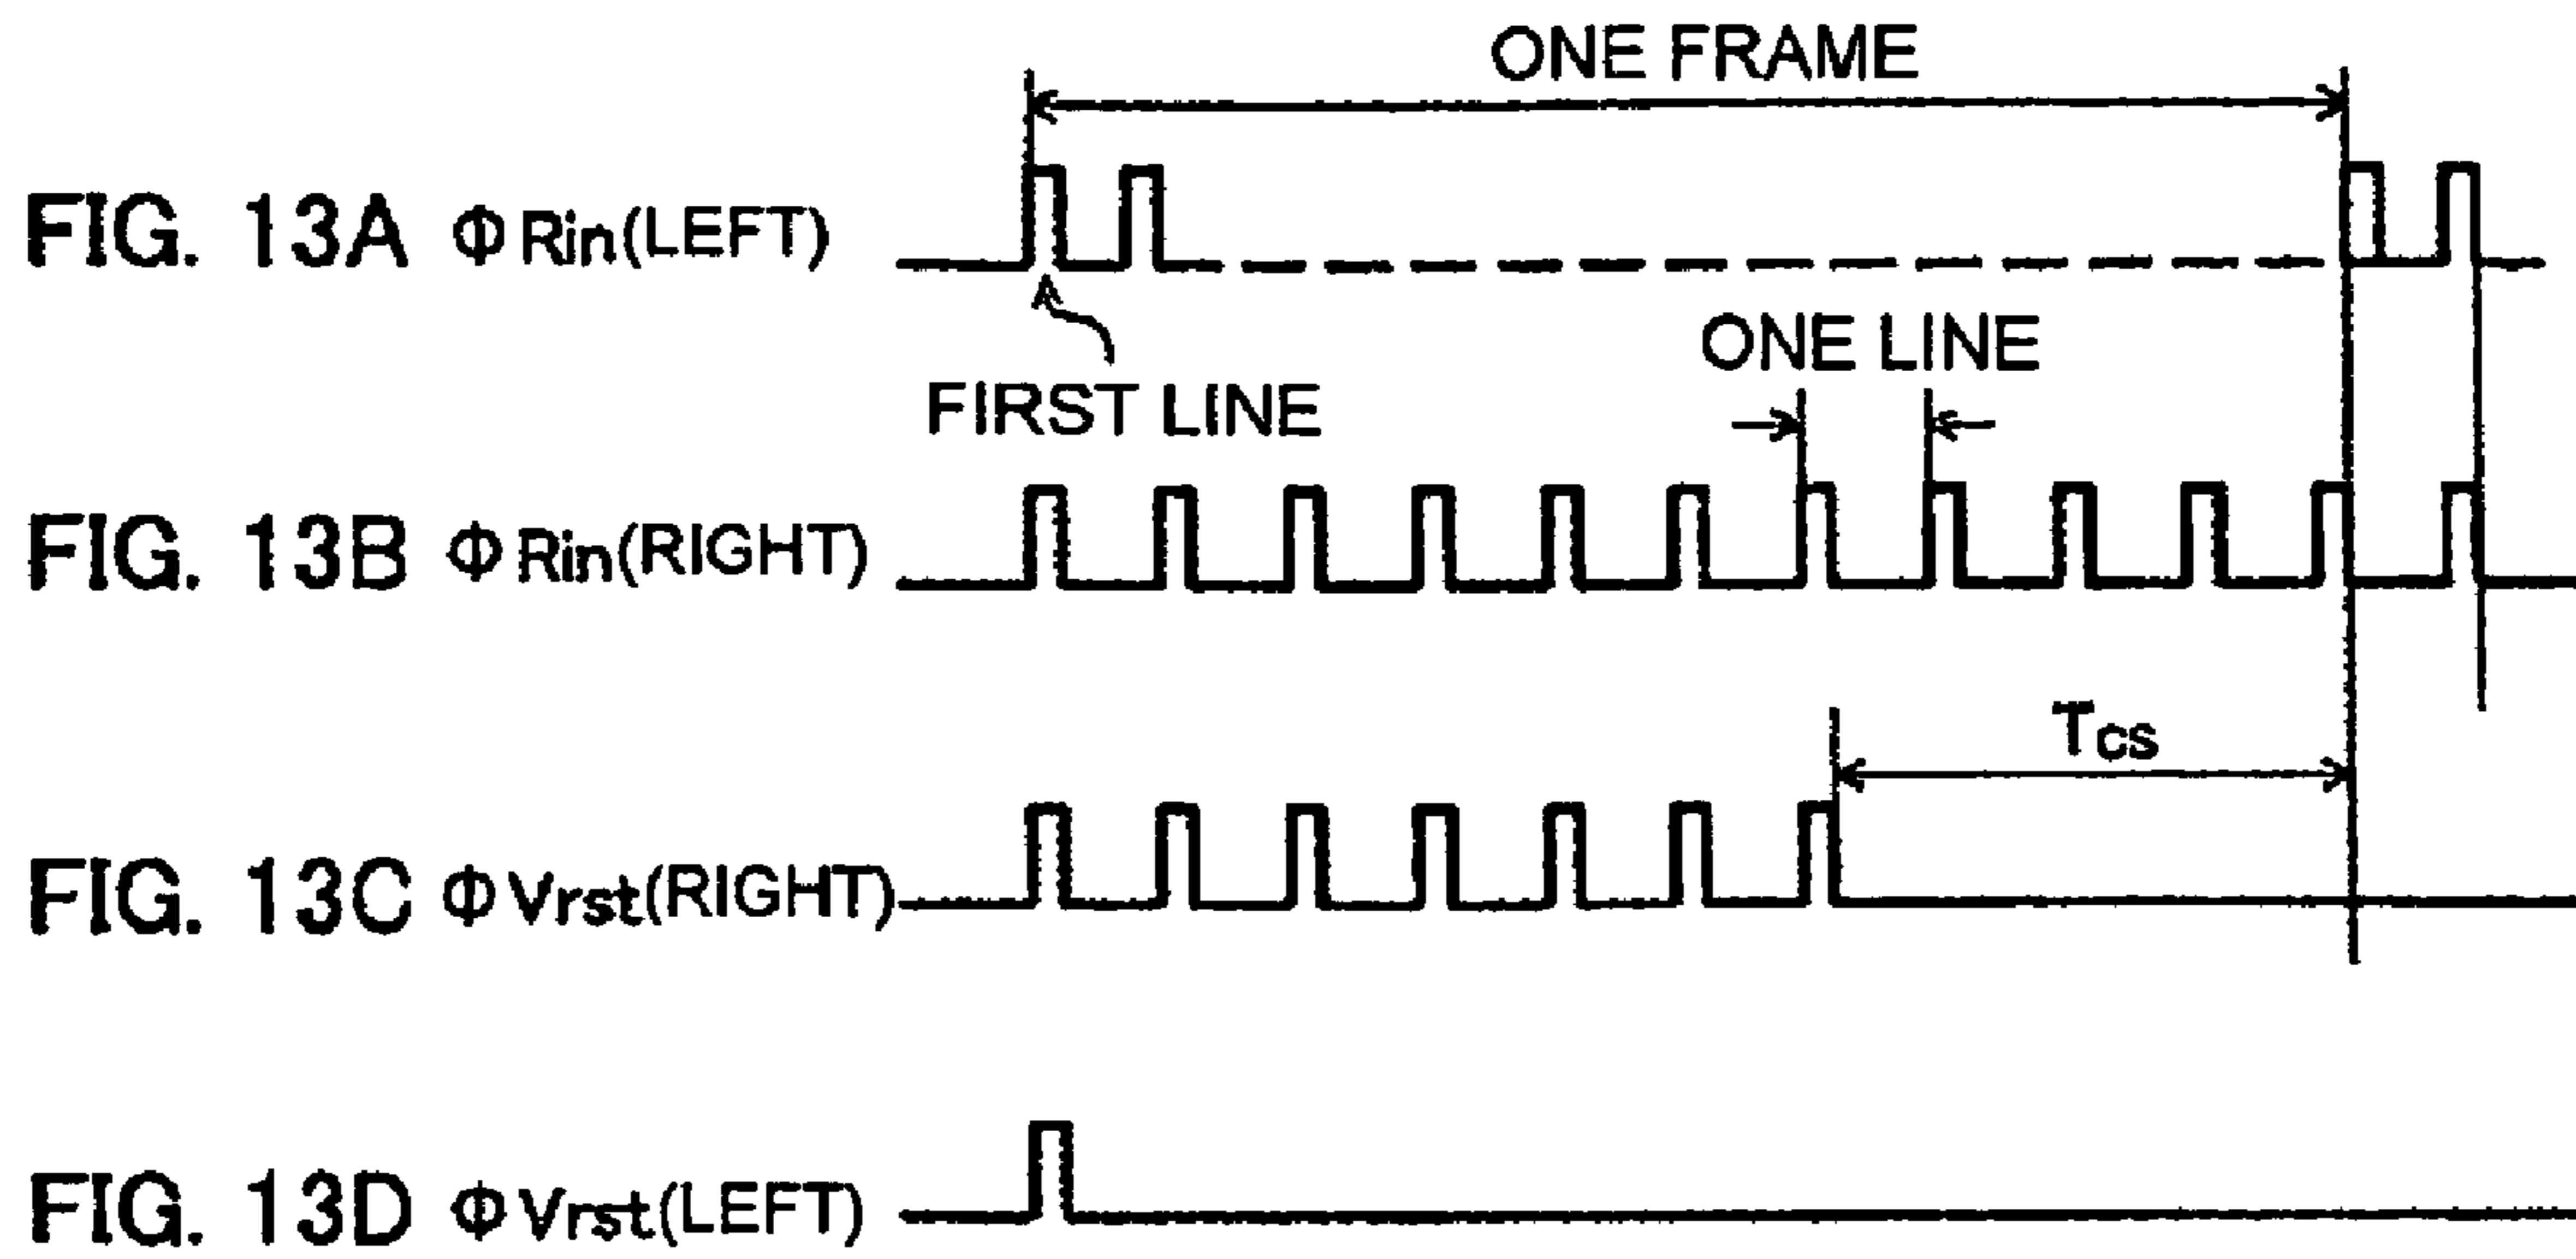 ONE FRAME
FIG. 13A ΦRin(LEFT)
FIRST LINE
ONE LINE
FIG. 13B ΦRin(RIGHT)
Tcs
FIG. 13C ΦVrst(RIGHT)
FIG. 13D ΦVrst(LEFT)